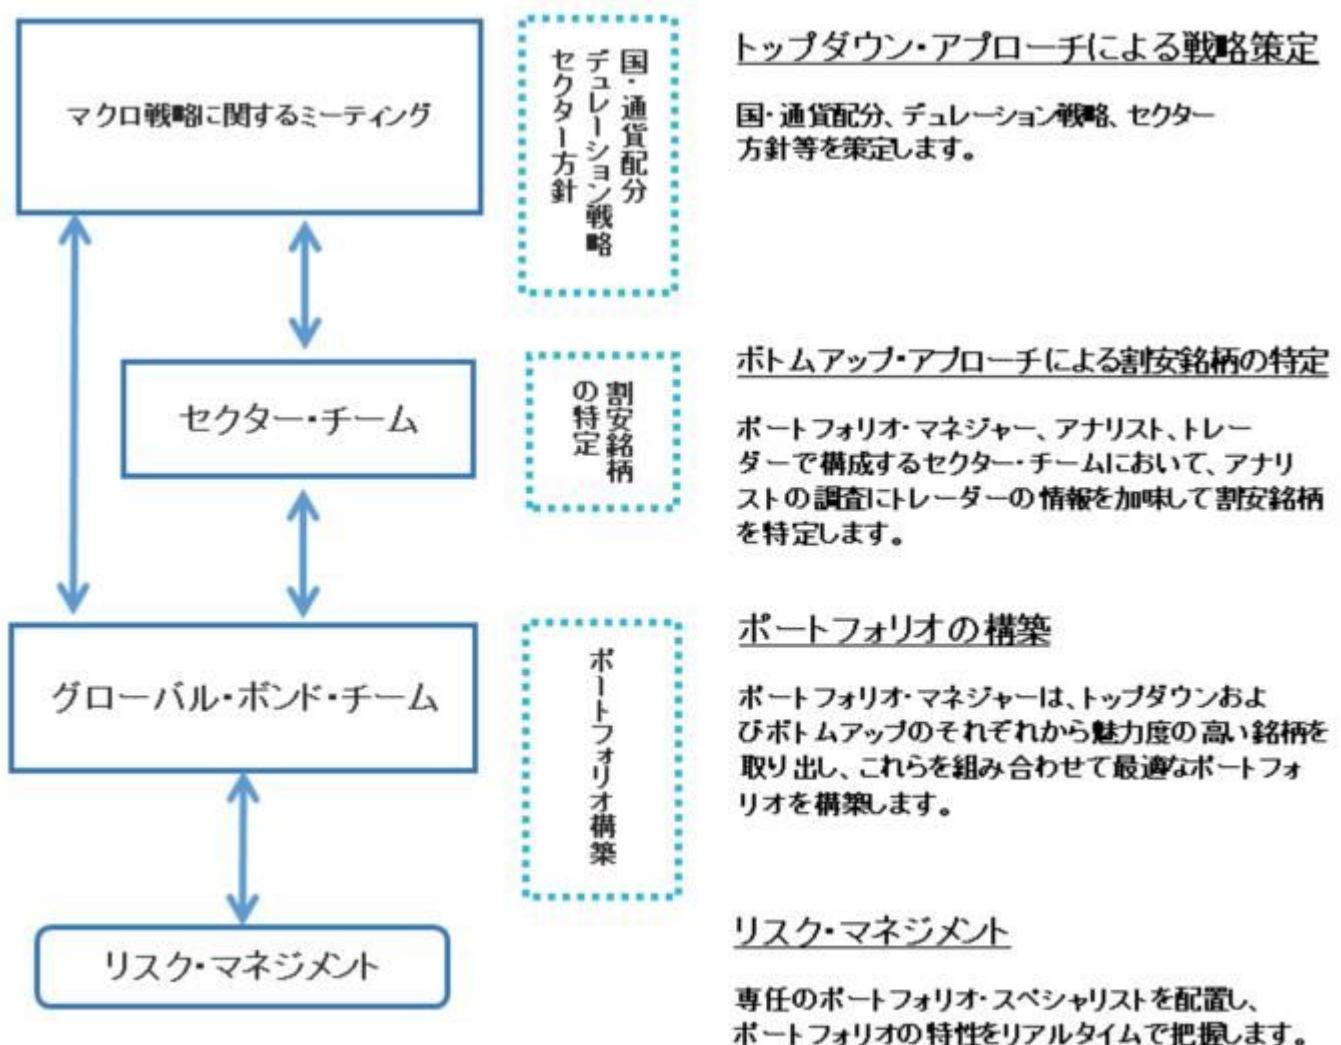 マクロ戦略に関するミーティング
国・通貨配分
デュレーション戦略
セクター方針
トップダウン・アプローチによる戦略策定
国・通貨配分、デュレーション戦略、セクター
方針等を策定します。
セクター・チーム
割安銘柄
の特定
ボトムアップ・アプローチによる割安銘柄の特定
ポートフォリオ・マネジャー、アナリスト、トレー
ダーで構成するセクター・チームにおいて、アナリ
ストの調査にトレーダーの情報を加味して割安銘柄
を特定します。
グローバル・ボンド・チーム
ポートフォリオ構築
ポートフォリオの構築
ポートフォリオ・マネジャーは、トップダウンおよ
びボトムアップのそれぞれから魅力度の高い銘柄を
取り出し、これらを組み合わせて最適なポートフォ
リオを構築します。
リスク・マネジメント
リスク・マネジメント
専任のポートフォリオ・スペシャリストを配置し、
ポートフォリオの特性をリアルタイムで把握します。